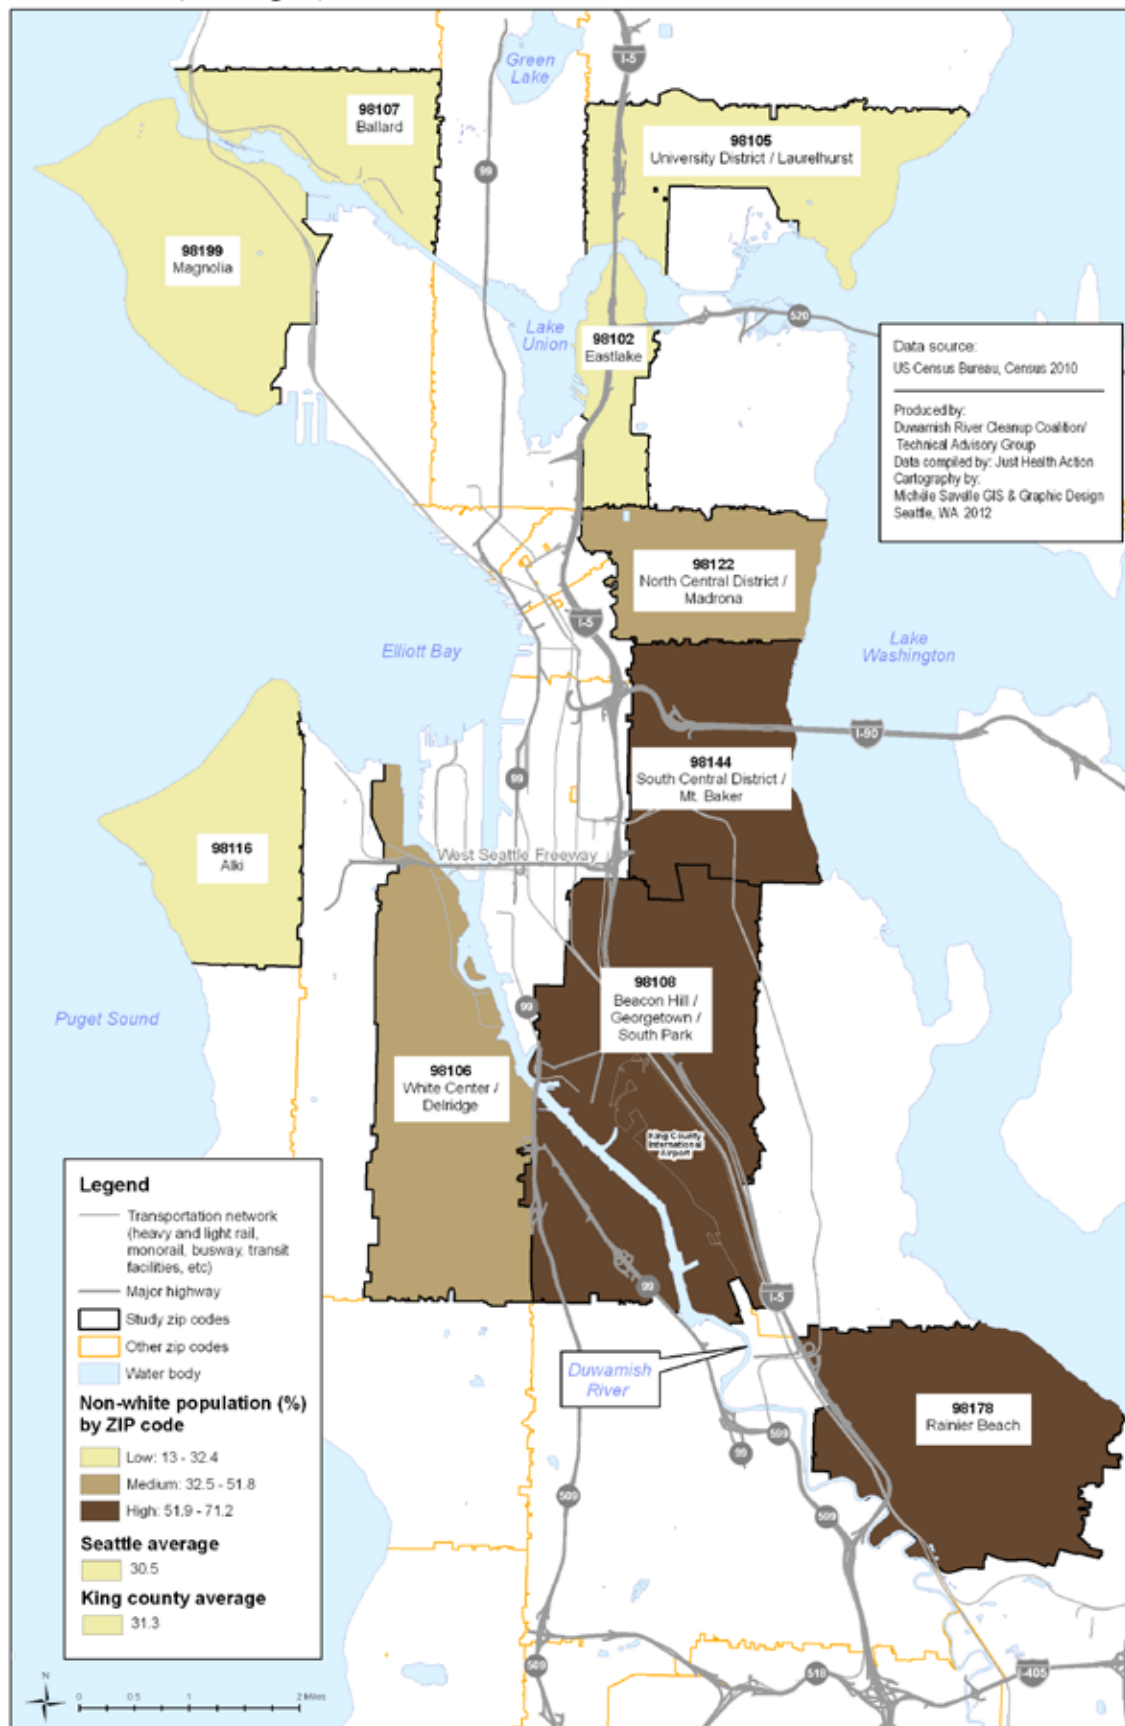 Green
Lake
I-5
98107
Ballard
98105
University District / Laurelhurst
99
98199
Magnolia
520
Lake
Union
98102
Eastlake
Data source:
US Census Bureau, Census 2010
Produced by:
Duwamish River Cleanup Coalition/
Technical Advisory Group
Data compiled by: Just Health Action
Cartography by:
Michèle Savelle GIS & Graphic Design
Seattle, WA 2012
98122
North Central District /
Madrona
I-5
Elliott Bay
Lake
Washington
I-90
98144
South Central District /
Mt. Baker
99
98116
Alki
West Seattle Freeway
98108
Beacon Hill /
Georgetown /
South Park
99
Puget Sound
98106
White Center /
Delridge
King County
International
Airport
Legend
Transportation network
(heavy and light rail,
monorail, busway, transit
facilities, etc)
Major highway
Study zip codes
Other zip codes
Water body
Non-white population (%)
by ZIP code
Low: 13 - 32.4
Medium: 32.5 - 51.8
High: 51.9 - 71.2
Seattle average
30.5
King county average
31.3
99
I-5
Duwamish
River
98178
Rainier Beach
599
99
509
599
509
518
I-405
N
0 0.5 1 2 Miles